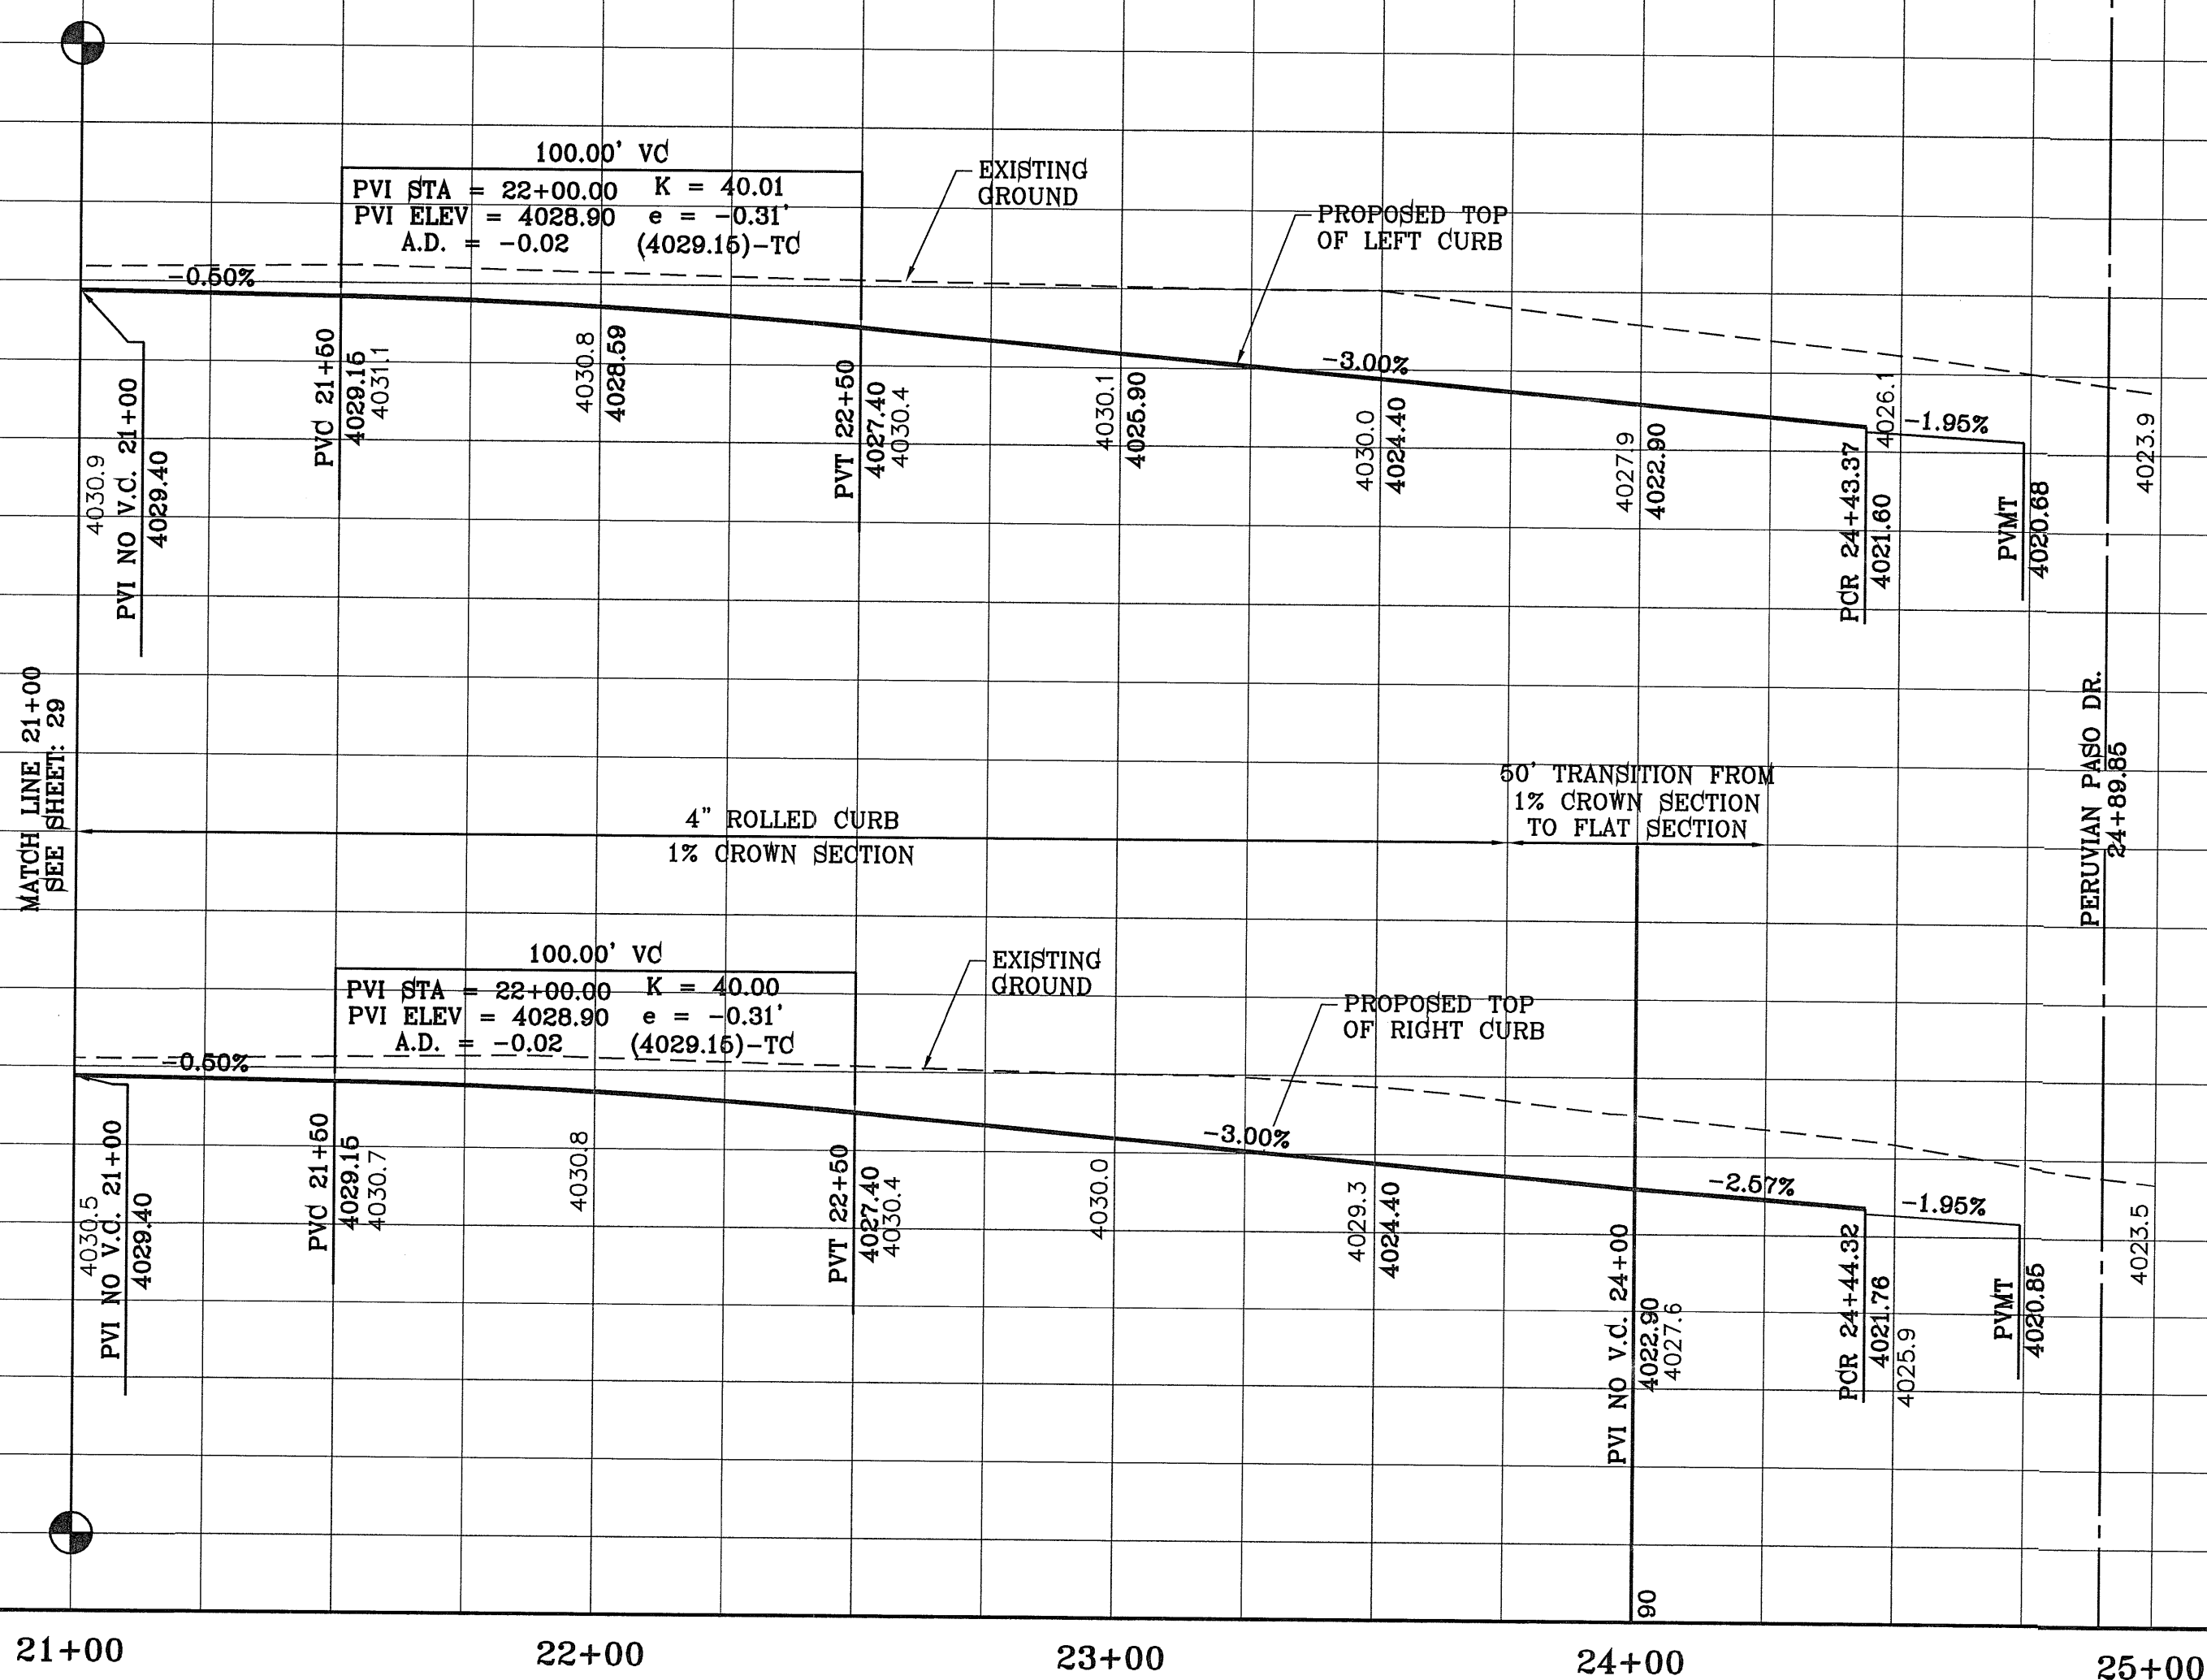 100.00' VC
PVI STA = 22+00.00 K = 40.01
PVI ELEV = 4028.90 e = -0.31'
A.D. = -0.02 (4029.15)-TC
EXISTING
GROUND
PROPOSED TOP
OF LEFT CURB
-0.50%
-3.00%
-1.95%
4030.9
PVI NO V.C. 21+00
4029.40
PVC 21+50
4029.15
4031.1
4030.8
4028.59
PVT 22+50
4027.40
4030.4
4030.1
4025.90
4030.0
4024.40
4027.9
4022.90
PCR 24+43.37
4021.60
4026.1
PVMT
4020.68
4023.9
MATCH LINE 21+00
SEE SHEET: 29
4" ROLLED CURB
1% CROWN SECTION
50' TRANSITION FROM
1% CROWN SECTION
TO FLAT SECTION
PERUVIAN PASO DR.
24+89.85
100.00' VC
PVI STA = 22+00.00 K = 40.00
PVI ELEV = 4028.90 e = -0.31'
A.D. = -0.02 (4029.15)-TC
EXISTING
GROUND
PROPOSED TOP
OF RIGHT CURB
-0.50%
-3.00%
-2.57%
-1.95%
4030.5
PVI NO V.C. 21+00
4029.40
PVC 21+50
4029.15
4030.7
4030.8
PVT 22+50
4027.40
4030.4
4030.0
4029.3
4024.40
PVI NO V.C. 24+00
4022.90
4027.6
PCR 24+44.32
4021.76
4025.9
PVMT
4020.85
4023.5
90
21+00
22+00
23+00
24+00
25+00